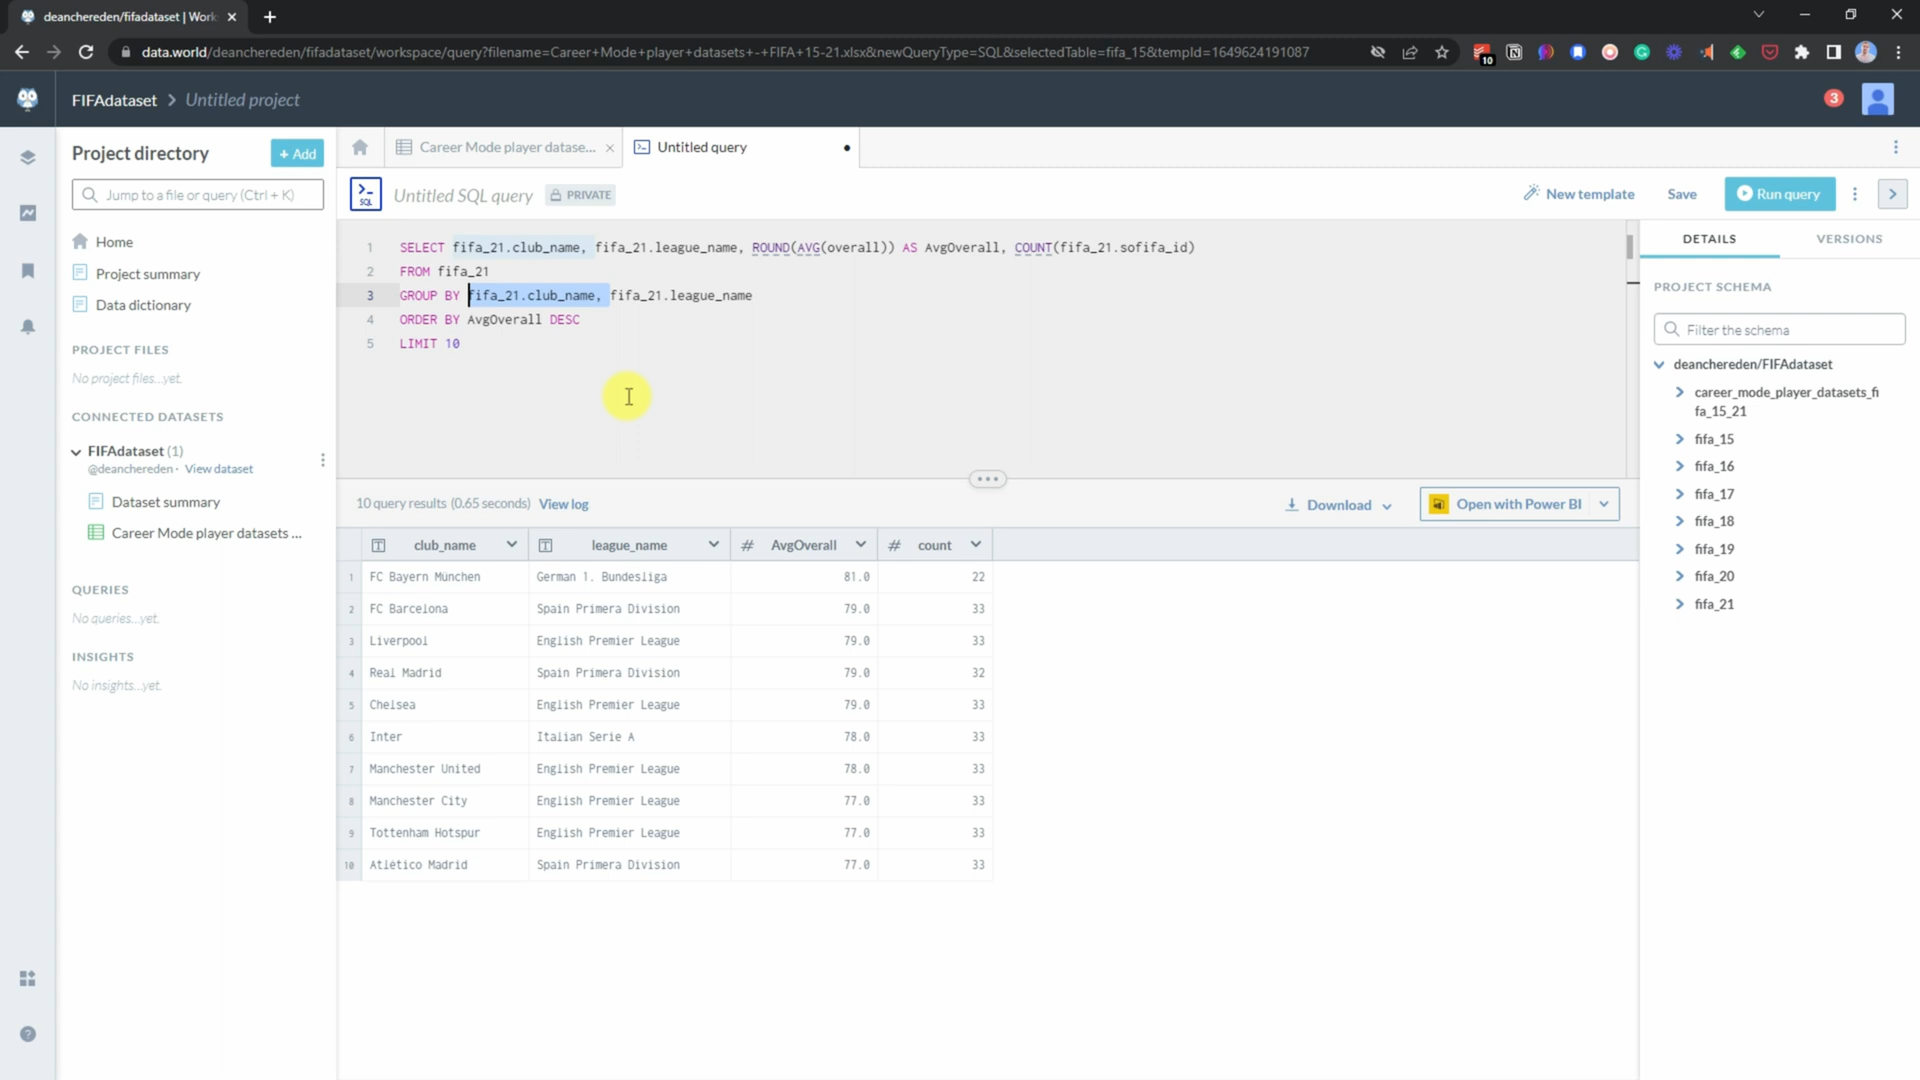 deanchereden/fifadataset | Work
data.world/deanchereden/fifadataset/workspace/query?filename=Career+Mode+player+datasets+-+FIFA+15-21.xlsx&newQueryType=SQL&selectedTable=fifa_15&tempId=1649624191087
10
FIFAdataset > Untitled project
3
Project directory
+ Add
Jump to a file or query (Ctrl + K)
Home
Project summary
Data dictionary
PROJECT FILES
No project files...yet.
CONNECTED DATASETS
FIFAdataset (1)
@deanchereden · View dataset
Dataset summary
Career Mode player datasets ...
QUERIES
No queries...yet.
INSIGHTS
No insights...yet.
Career Mode player datase...
Untitled query
SQL
Untitled SQL query
PRIVATE
New template
Save
Run query
1 SELECT fifa_21.club_name, fifa_21.league_name, ROUND(AVG(overall)) AS AvgOverall, COUNT(fifa_21.sofifa_id)
2 FROM fifa_21
3 GROUP BY fifa_21.club_name, fifa_21.league_name
4 ORDER BY AvgOverall DESC
5 LIMIT 10
10 query results (0.65 seconds) View log
Download
Open with Power BI
club_name league_name # AvgOverall # count
1 FC Bayern München German 1. Bundesliga 81.0 22
2 FC Barcelona Spain Primera Division 79.0 33
3 Liverpool English Premier League 79.0 33
4 Real Madrid Spain Primera Division 79.0 32
5 Chelsea English Premier League 79.0 33
6 Inter Italian Serie A 78.0 33
7 Manchester United English Premier League 78.0 33
8 Manchester City English Premier League 77.0 33
9 Tottenham Hotspur English Premier League 77.0 33
10 Atlético Madrid Spain Primera Division 77.0 33
DETAILS
VERSIONS
PROJECT SCHEMA
Filter the schema
deanchereden/FIFAdataset
career_mode_player_datasets_fi
fa_15_21
fifa_15
fifa_16
fifa_17
fifa_18
fifa_19
fifa_20
fifa_21